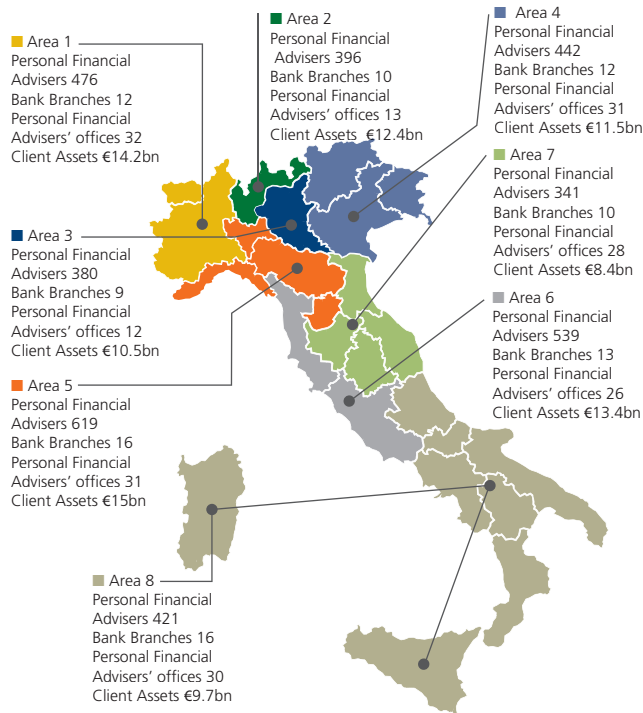 Area 1
Personal Financial
Advisers 476
Bank Branches 12
Personal Financial
Advisers’ offices 32
Client Assets €14.2bn
Area 2
Personal Financial
Advisers 396
Bank Branches 10
Personal Financial
Advisers’ offices 13
Client Assets €12.4bn
Area 4
Personal Financial
Advisers 442
Bank Branches 12
Personal Financial
Advisers’ offices 31
Client Assets €11.5bn
Area 7
Personal Financial
Advisers 341
Bank Branches 10
Personal Financial
Advisers’ offices 28
Client Assets €8.4bn
Area 3
Personal Financial
Advisers 380
Bank Branches 9
Personal Financial
Advisers’ offices 12
Client Assets €10.5bn
Area 6
Personal Financial
Advisers 539
Bank Branches 13
Personal Financial
Advisers’ offices 26
Client Assets €13.4bn
Area 5
Personal Financial
Advisers 619
Bank Branches 16
Personal Financial
Advisers’ offices 31
Client Assets €15bn
Area 8
Personal Financial
Advisers 421
Bank Branches 16
Personal Financial
Advisers’ offices 30
Client Assets €9.7bn